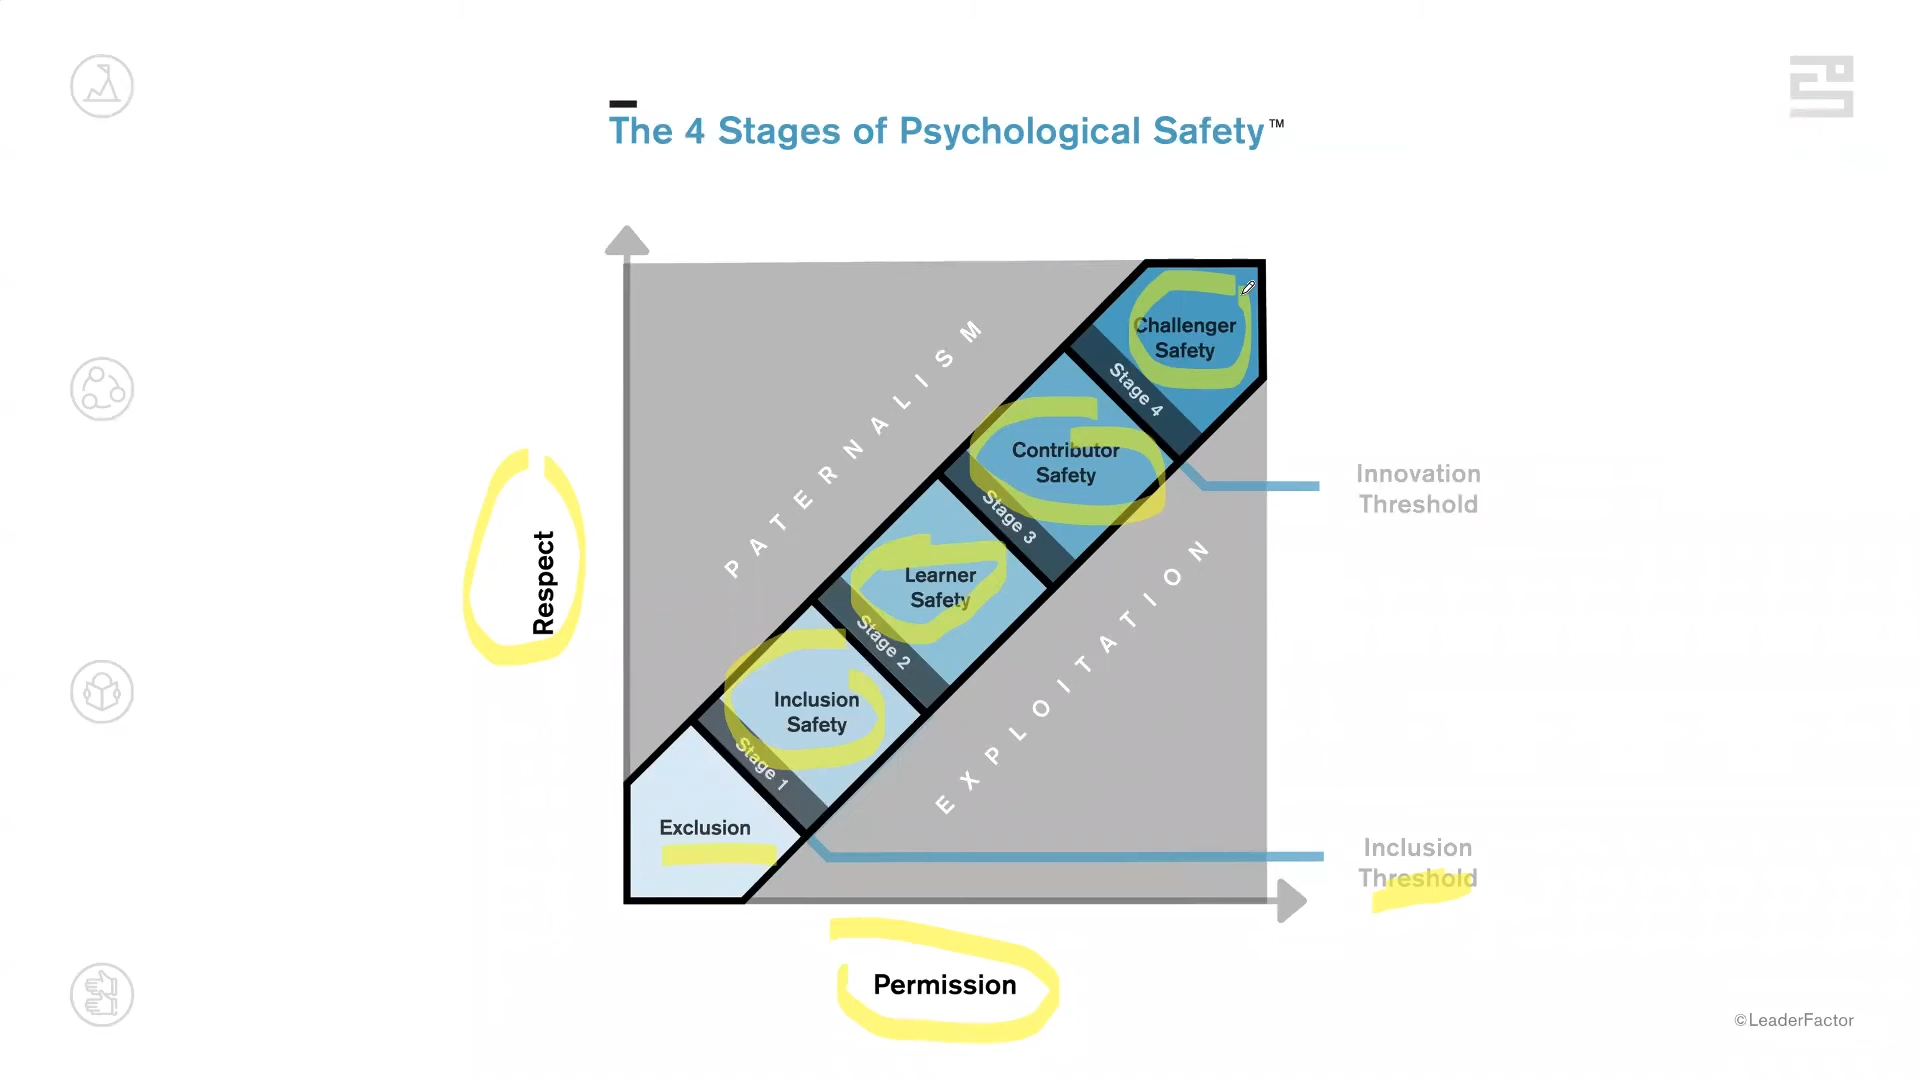 The 4 Stages of Psychological Safety™
Respect
PATERNALISM
EXPLOITATION
Challenger
Safety
Stage 4
Contributor
Safety
Stage 3
Learner
Safety
Stage 2
Inclusion
Safety
Stage 1
Exclusion
Innovation
Threshold
Inclusion
Threshold
Permission
©LeaderFactor